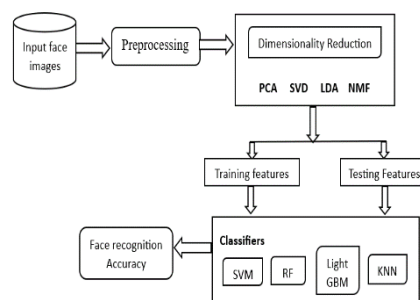 Input face
images
Preprocessing
Dimensionality Reduction
PCA SVD LDA NMF
Training features
Testing Features
Classifiers
SVM
RF
Light
GBM
KNN
Face recognition
Accuracy